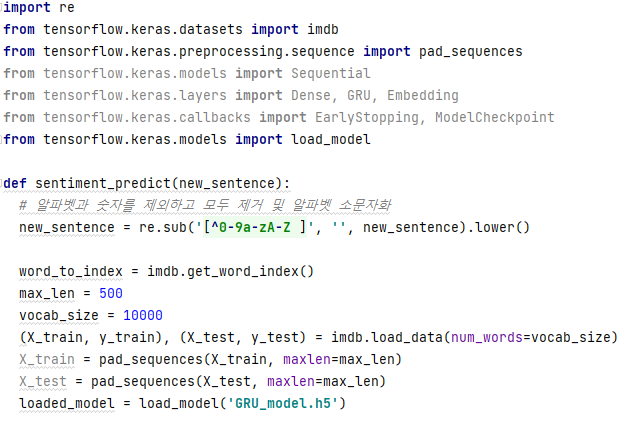 import re
from tensorflow.keras.datasets import imdb
from tensorflow.keras.preprocessing.sequence import pad_sequences
from tensorflow.keras.models import Sequential
from tensorflow.keras.layers import Dense, GRU, Embedding
from tensorflow.keras.callbacks import EarlyStopping, ModelCheckpoint
from tensorflow.keras.models import load_model

def sentiment_predict(new_sentence):
  # 알파벳과 숫자를 제외하고 모두 제거 및 알파벳 소문자화
  new_sentence = re.sub('[^0-9a-zA-Z ]', '', new_sentence).lower()

  word_to_index = imdb.get_word_index()
  max_len = 500
  vocab_size = 10000
  (X_train, y_train), (X_test, y_test) = imdb.load_data(num_words=vocab_size)
  X_train = pad_sequences(X_train, maxlen=max_len)
  X_test = pad_sequences(X_test, maxlen=max_len)
  loaded_model = load_model('GRU_model.h5')